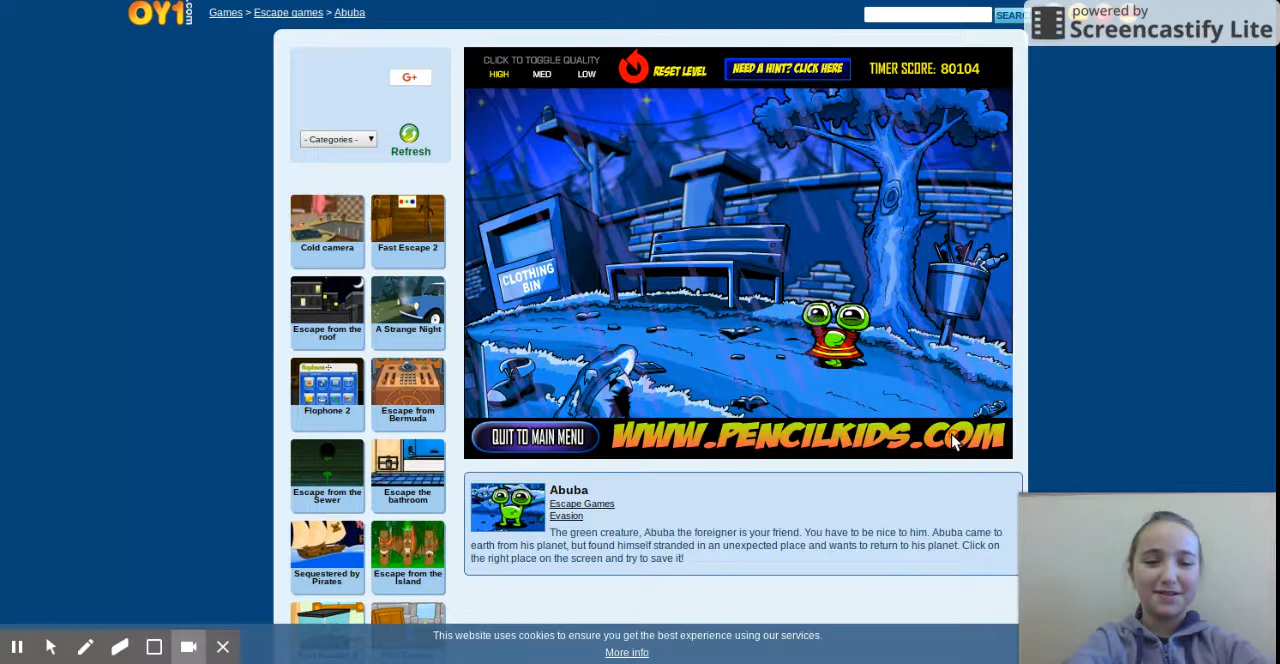 OY1.com
Games > Escape games > Abuba
SEARC
powered by
Screencastify Lite
G+
- Categories -
Refresh
CLICK TO TOGGLE QUALITY
HIGH MED LOW
RESET LEVEL
NEED A HINT? CLICK HERE
TIMER SCORE: 80104
CLOTHING
BIN
QUIT TO MAIN MENU
WWW.PENCILKIDS.COM
Cold camera
Fast Escape 2
Escape from the
roof
A Strange Night
Flophone 2
Escape from
Bermuda
Escape from the
Sewer
Escape the
bathroom
Sequestered by
Pirates
Escape from the
Island
Abuba
Escape Games
Evasion
The green creature, Abuba the foreigner is your friend. You have to be nice to him. Abuba came to
earth from his planet, but found himself stranded in an unexpected place and wants to return to his planet. Click on
the right place on the screen and try to save it!
This website uses cookies to ensure you get the best experience using our services.
More info